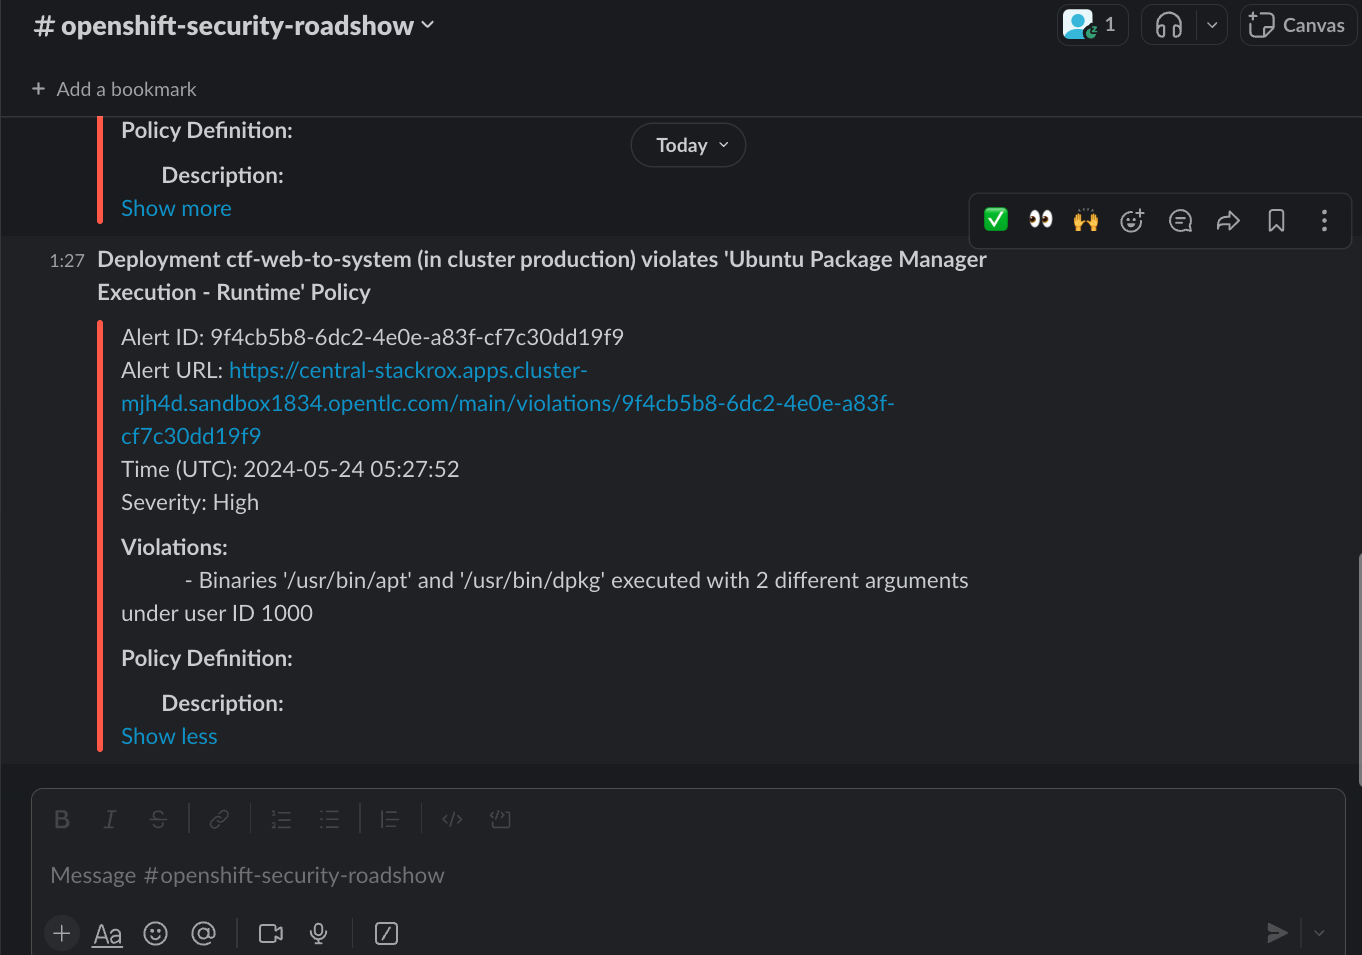 # openshift-security-roadshow
1
Canvas
+ Add a bookmark
Policy Definition:
Today
Description:
Show more
1:27 Deployment ctf-web-to-system (in cluster production) violates 'Ubuntu Package Manager
Execution - Runtime' Policy
Alert ID: 9f4cb5b8-6dc2-4e0e-a83f-cf7c30dd19f9
Alert URL: https://central-stackrox.apps.cluster-
mjh4d.sandbox1834.opentlc.com/main/violations/9f4cb5b8-6dc2-4e0e-a83f-
cf7c30dd19f9
Time (UTC): 2024-05-24 05:27:52
Severity: High
Violations:
- Binaries '/usr/bin/apt' and '/usr/bin/dpkg' executed with 2 different arguments
under user ID 1000
Policy Definition:
Description:
Show less
B I S
Message #openshift-security-roadshow
+ Aa @